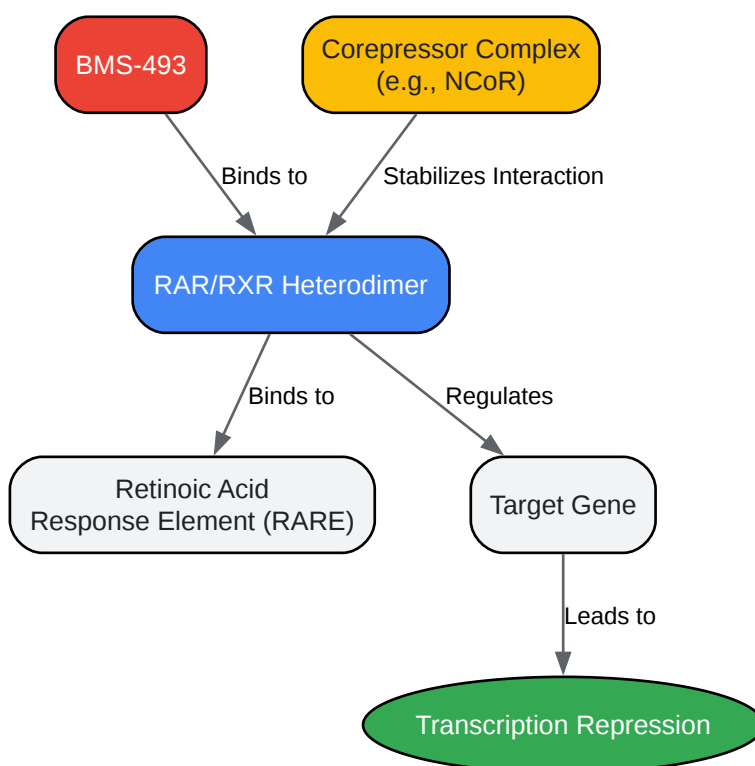 BMS-493
Corepressor Complex
(e.g., NCoR)
Binds to
Stabilizes Interaction
RAR/RXR Heterodimer
Binds to
Regulates
Retinoic Acid
Response Element (RARE)
Target Gene
Leads to
Transcription Repression